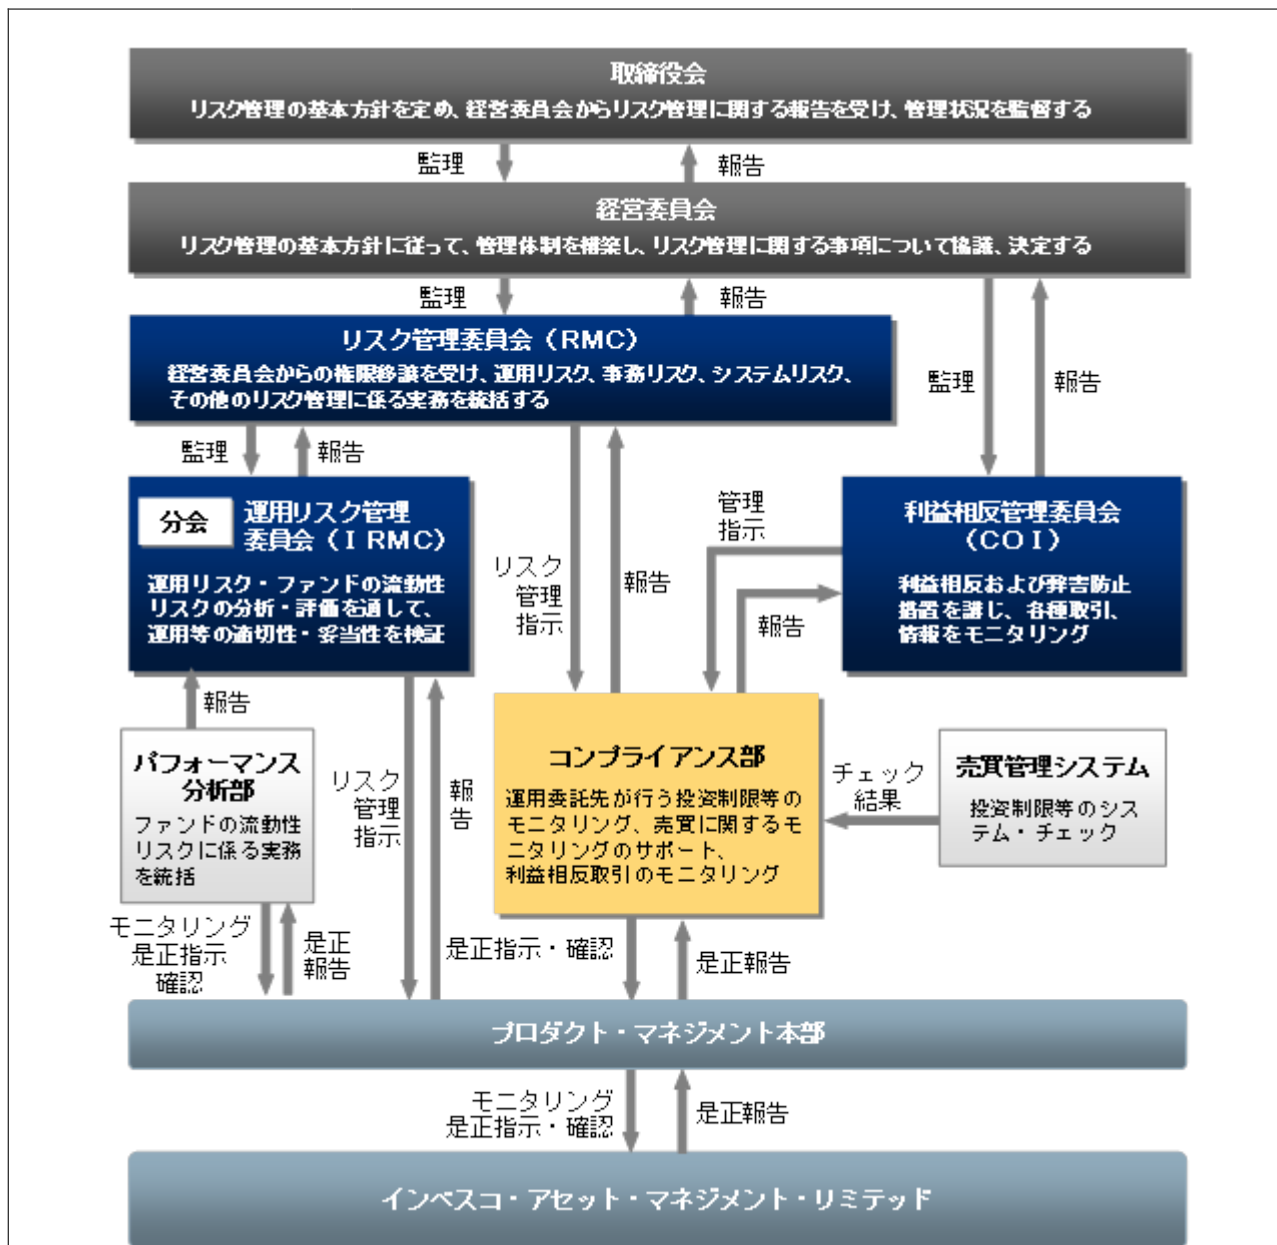 取締役会
リスク管理の基本方針を定め、経営委員会からリスク管理に関する報告を受け、管理状況を監督する
監理
報告
経営委員会
リスク管理の基本方針に従って、管理体制を構築し、リスク管理に関する事項について協議、決定する
監理
報告
リスク管理委員会（RMC）
経営委員会からの権限移譲を受け、運用リスク、事務リスク、システムリスク、
その他のリスク管理に係る実務を統括する
監理
報告
監理
報告
分会
運用リスク管理
委員会（IRMC）
運用リスク・ファンドの流動性
リスクの分析・評価を通して、
運用等の適切性・妥当性を検証
リスク
管理
指示
報告
管理
指示
報告
利益相反管理委員会
（COI）
利益相反および弊害防止
措置を講じ、各種取引、
情報をモニタリング
報告
パフォーマンス
分析部
ファンドの流動性
リスクに係る実務
を統括
リスク
管理
指示
報
告
コンプライアンス部
運用委託先が行う投資制限等の
モニタリング、売買に関するモ
ニタリングのサポート、
利益相反取引のモニタリング
チェック
結果
売買管理システム
投資制限等のシス
テム・チェック
モニタリング
是正指示・
確認
是正
報告
是正指示・確認
是正報告
プロダクト・マネジメント本部
モニタリング
是正指示・確認
是正報告
インベスコ・アセット・マネジメント・リミテッド